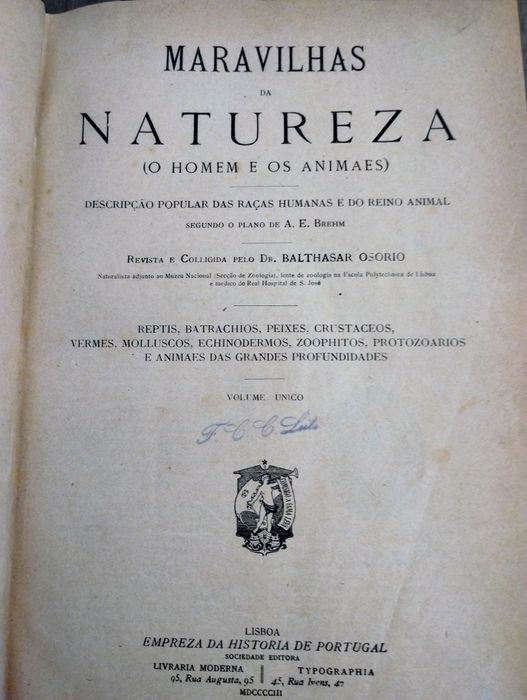 MARAVILHAS
DA
NATUREZA
(O HOMEM E OS ANIMAES)
DESCRIPÇÃO POPULAR DAS RAÇAS HUMANAS E DO REINO ANIMAL
SEGUNDO O PLANO DE A. E. BREHM
REVISTA E COLLIGIDA PELO DR. BALTHASAR OSORIO
Naturalista adjunto ao Muzeu Nacional (Secção de Zoologia), lente de zoologia na Escola Polytechnica de Lisboa
e medico do Real Hospital de S. José
REPTIS, BATRACHIOS, PEIXES, CRUSTACEOS,
VERMES, MOLLUSCOS, ECHINODERMOS, ZOOPHITOS, PROTOZOARIOS
E ANIMAES DAS GRANDES PROFUNDIDADES
VOLUME UNICO
F. C. C.
LISBOA
EMPREZA DA HISTORIA DE PORTUGAL
SOCIEDADE EDITORA
LIVRARIA MODERNA TYPOGRAPHIA
95, Rua Augusta, 95 45, Rua Ivens, 47
MDCCCCIII